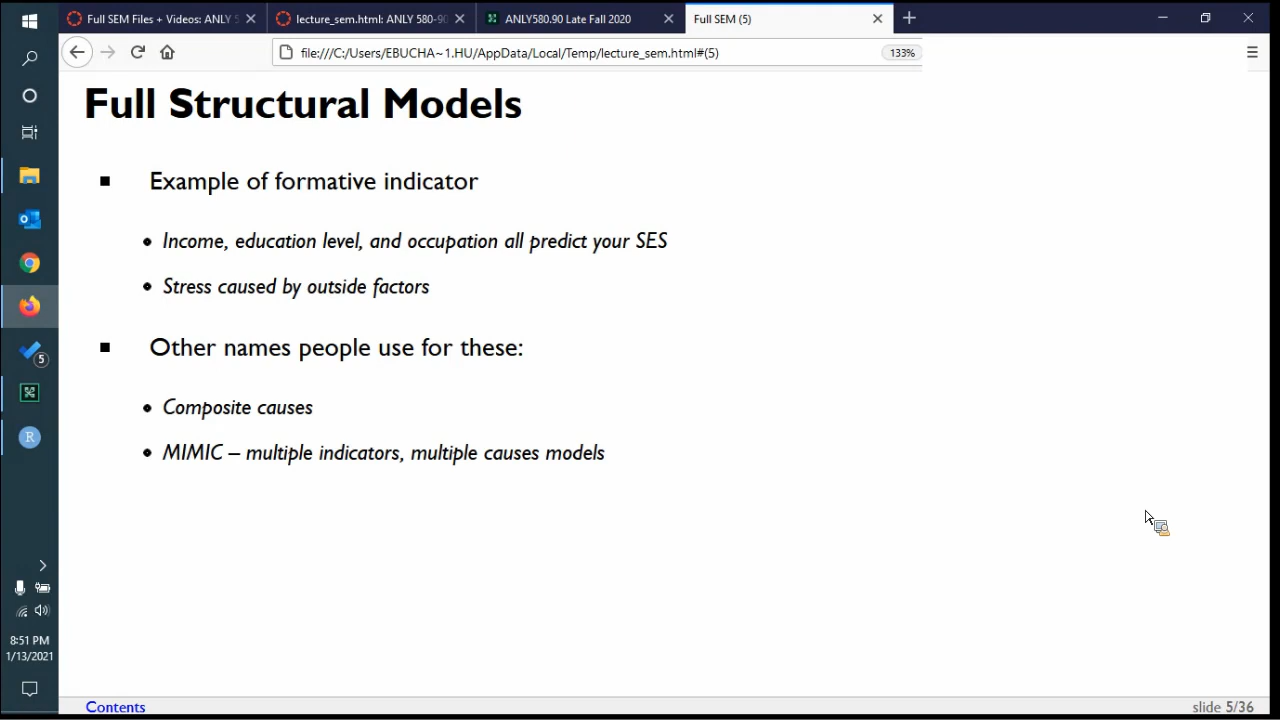 Full SEM Files + Videos: ANLY 5
lecture_sem.html: ANLY 580-90
ANLY580.90 Late Fall 2020
Full SEM (5)
file:///C:/Users/EBUCHA~1.HU/AppData/Local/Temp/lecture_sem.html#(5)
133%
Full Structural Models
Example of formative indicator
Income, education level, and occupation all predict your SES
Stress caused by outside factors
Other names people use for these:
Composite causes
MIMIC – multiple indicators, multiple causes models
5
R
8:51 PM
1/13/2021
Contents
slide 5/36